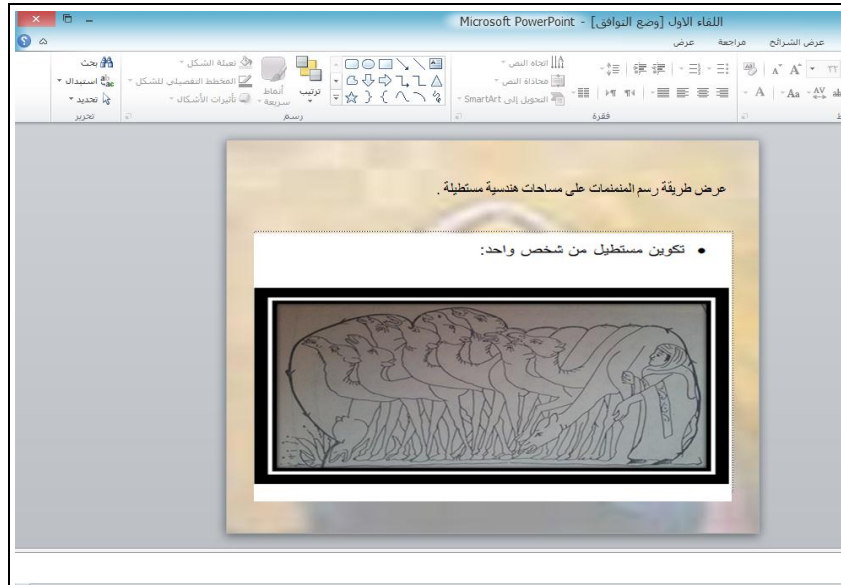 اللقاء الاول [وضع التوافق] - Microsoft PowerPoint
عرض الشرائح مراجعة عرض
اتجاه النص
تعبئة الشكل
بحث
محاذاة النص
المخطط التفصيلي للشكل
استبدال
التحويل إلى SmartArt
ترتيب
أنماط سريعة
تأثيرات الأشكال
تحديد
فقرة
رسم
تحرير
عرض طريقة رسم المنمنمات على مساحات هندسية مستطيلة .
• تكوين مستطيل من شخص واحد: